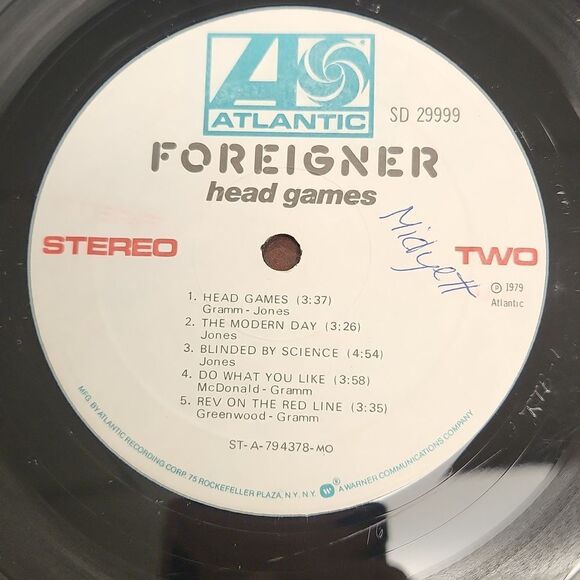 ATLANTIC
SD 29999
FOREIGNER
head games
Midyett
STEREO
TWO
℗ 1979
Atlantic
1. HEAD GAMES (3:37)
Gramm - Jones
2. THE MODERN DAY (3:26)
Jones
3. BLINDED BY SCIENCE (4:54)
Jones
4. DO WHAT YOU LIKE (3:58)
McDonald - Gramm
5. REV ON THE RED LINE (3:35)
Greenwood - Gramm
ST-A-794378-MO
MFG. BY ATLANTIC RECORDING CORP. 75 ROCKEFELLER PLAZA, N.Y. N.Y. A WARNER COMMUNICATIONS COMPANY